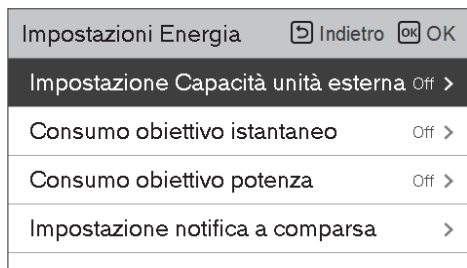 Impostazioni Energia Indietro OK OK
Impostazione Capacità unità esterna Off >
Consumo obiettivo istantaneo Off >
Consumo obiettivo potenza Off >
Impostazione notifica a comparsa >